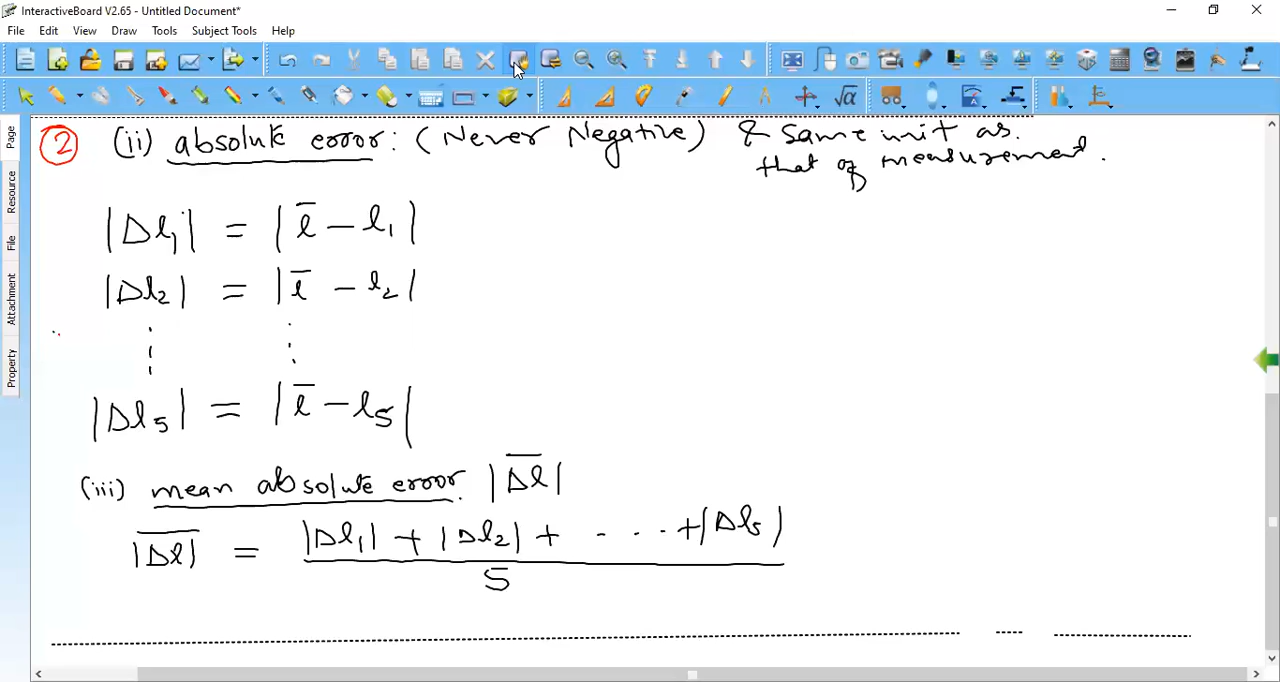 InteractiveBoard V2.65 - Untitled Document*
File Edit View Draw Tools Subject Tools Help
Page
Resource
File
Attachment
Property
② (ii) absolute error: (Never Negative) & same unit as
that of measurement.
|Δl₁| = |l̅ - l₁|
|Δl₂| = |l̅ - l₂|
⋮ ⋮
|Δl₅| = |l̅ - l₅|
(iii) mean absolute error. |Δ̅l̅|
|Δ̅l̅| = |Δl₁| + |Δl₂| + ..... + |Δl₅|
5